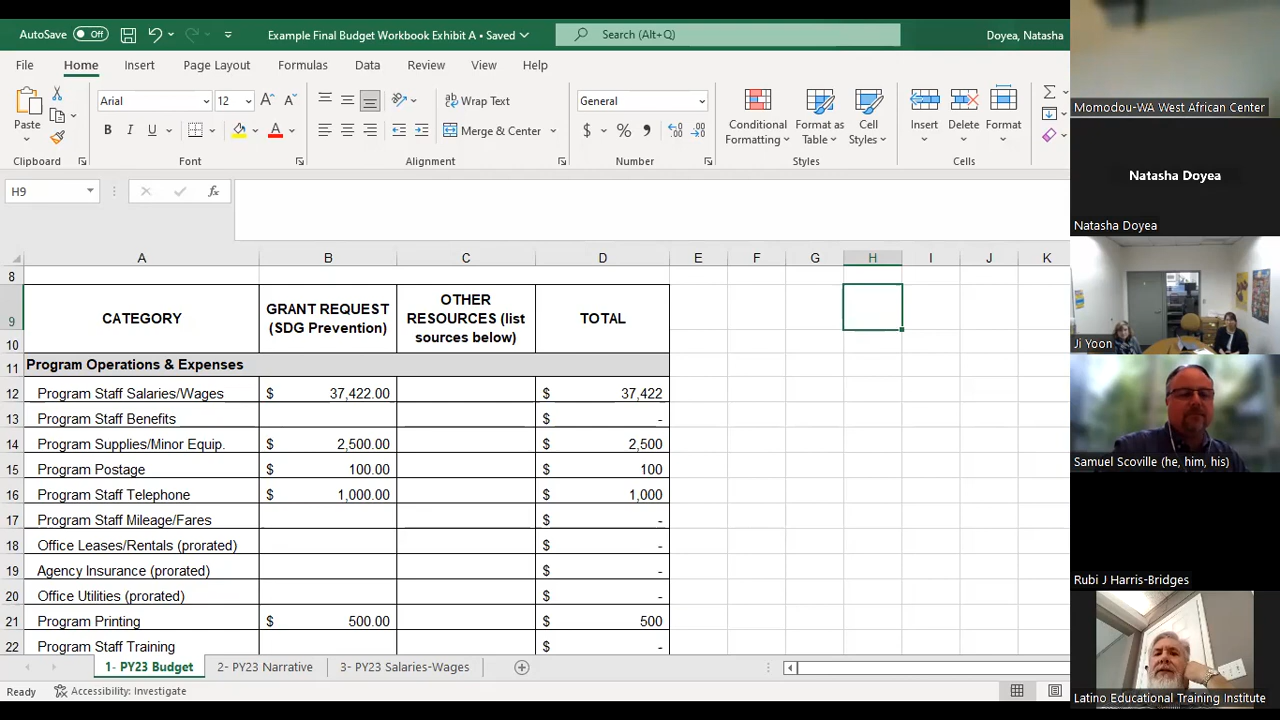 AutoSave Off Example Final Budget Workbook Exhibit A • Saved Search (Alt+Q) Doyea, Natasha
File Home Insert Page Layout Formulas Data Review View Help
Paste Arial 12 Wrap Text General Conditional Formatting Format as Table Cell Styles Insert Delete Format
Merge & Center
Clipboard Font Alignment Number Styles Cells
H9 fx
A B C D E F G H I J K
8
9 CATEGORY GRANT REQUEST (SDG Prevention) OTHER RESOURCES (list sources below) TOTAL
10
11 Program Operations & Expenses
12 Program Staff Salaries/Wages $ 37,422.00 $ 37,422
13 Program Staff Benefits $ -
14 Program Supplies/Minor Equip. $ 2,500.00 $ 2,500
15 Program Postage $ 100.00 $ 100
16 Program Staff Telephone $ 1,000.00 $ 1,000
17 Program Staff Mileage/Fares $ -
18 Office Leases/Rentals (prorated) $ -
19 Agency Insurance (prorated) $ -
20 Office Utilities (prorated) $ -
21 Program Printing $ 500.00 $ 500
22 Program Staff Training $ -
1- PY23 Budget 2- PY23 Narrative 3- PY23 Salaries-Wages
Ready Accessibility: Investigate
Momodou-WA West African Center
Natasha Doyea
Natasha Doyea
Ji Yoon
Samuel Scoville (he, him, his)
Rubi J Harris-Bridges
Latino Educational Training Institute